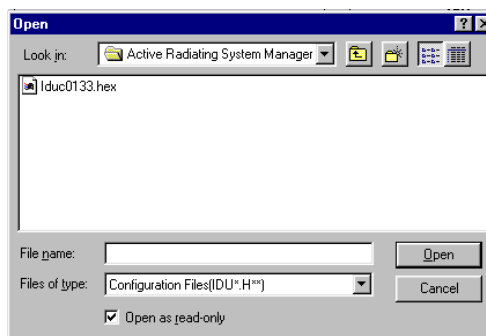 Open
Look in: Active Radiating System Manager
Iduc0133.hex
File name: Open
Files of type: Configuration Files(IDU*.H**) Cancel
Open as read-only